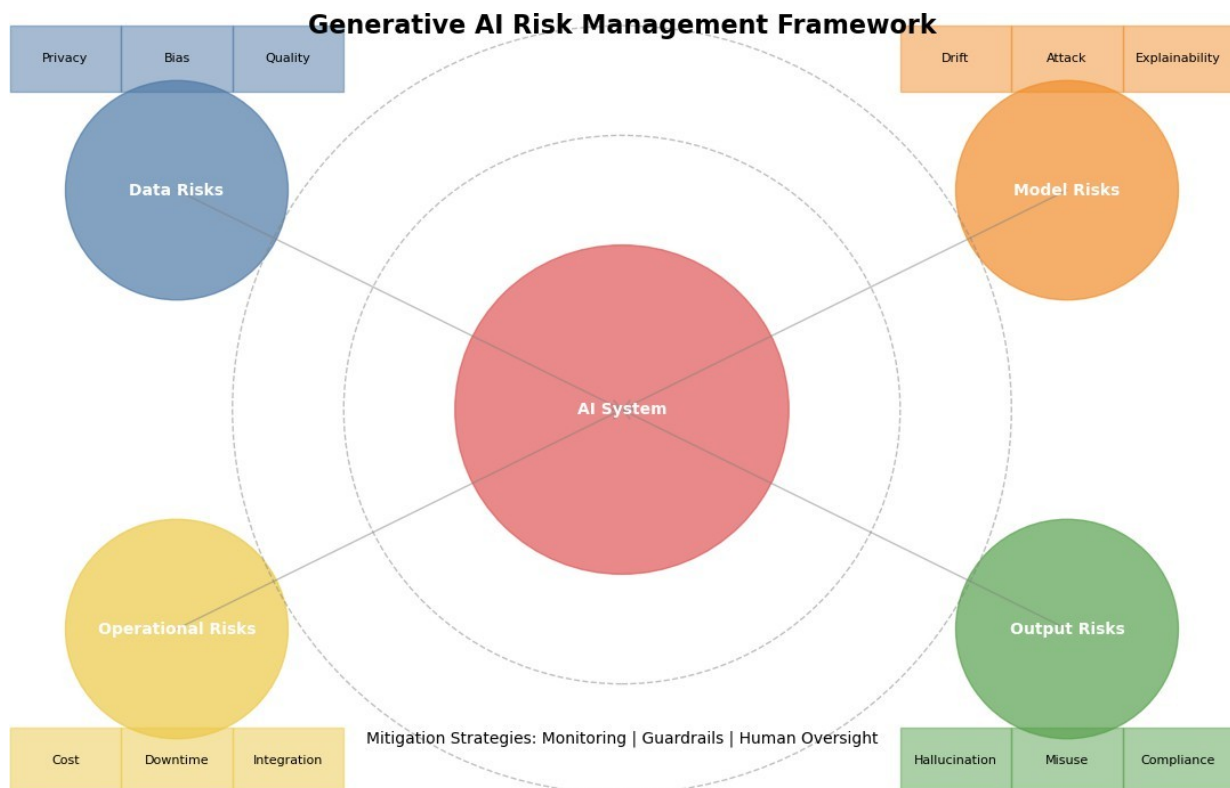 Generative AI Risk Management Framework
Privacy Bias Quality
Drift Attack Explainability
Data Risks
Model Risks
AI System
Operational Risks
Output Risks
Mitigation Strategies: Monitoring | Guardrails | Human Oversight
Cost Downtime Integration
Hallucination Misuse Compliance